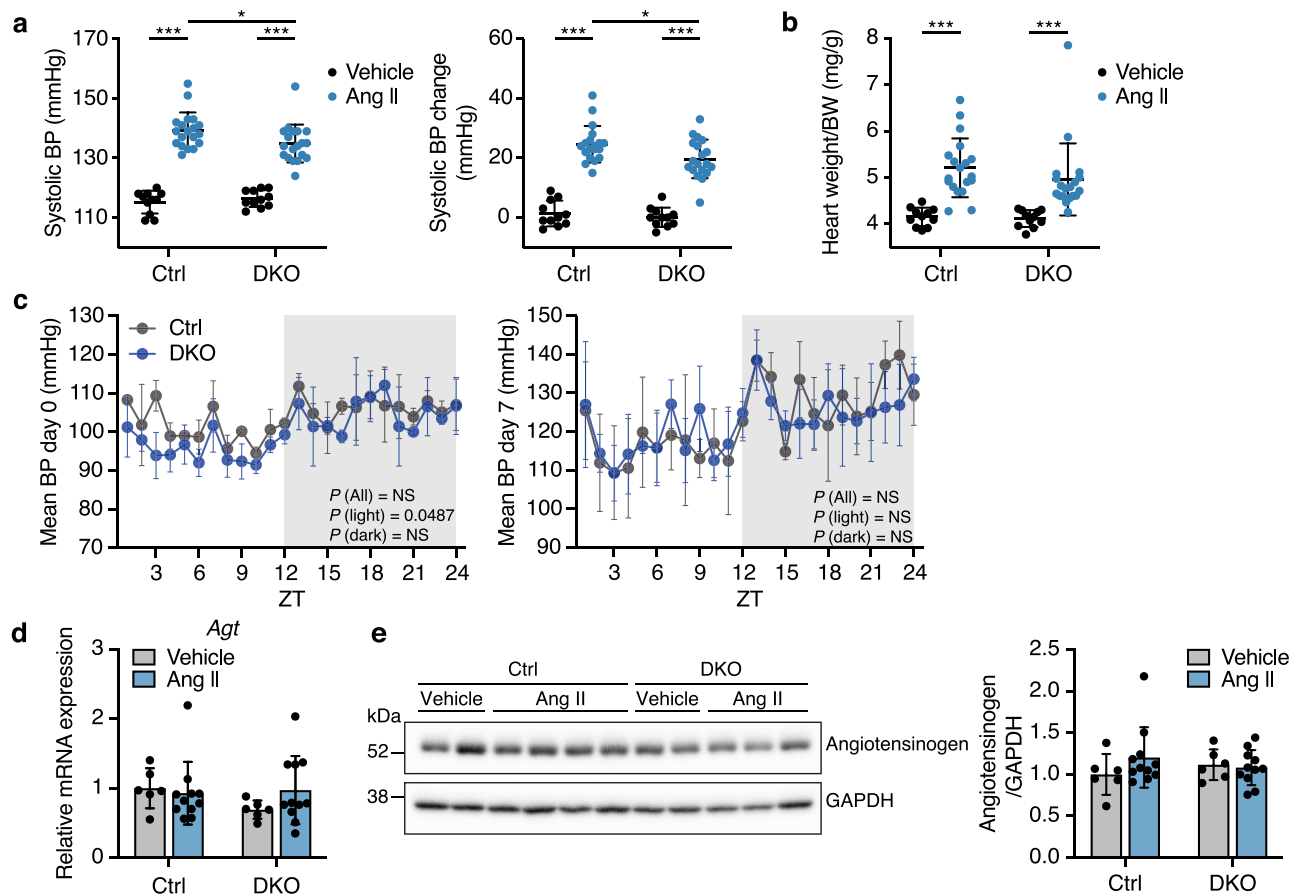 a
Systolic BP (mmHg)
170
150
130
110
***
***
*
Vehicle
Ang II
Ctrl
DKO
Systolic BP change
(mmHg)
60
40
20
0
***
***
*
Ctrl
DKO
b
Heart weight/BW (mg/g)
8
7
6
5
4
***
***
Vehicle
Ang II
Ctrl
DKO
c
Mean BP day 0 (mmHg)
130
120
110
100
90
80
70
Ctrl
DKO
P (All) = NS
P (light) = 0.0487
P (dark) = NS
3 6 9 12 15 18 21 24
ZT
Mean BP day 7 (mmHg)
150
140
130
120
110
100
90
P (All) = NS
P (light) = NS
P (dark) = NS
3 6 9 12 15 18 21 24
ZT
d
Agt
Relative mRNA expression
3
2
1
0
Vehicle
Ang II
Ctrl
DKO
e
Ctrl DKO
Vehicle Ang II Vehicle Ang II
kDa
52
Angiotensinogen
38
GAPDH
Angiotensinogen
/GAPDH
2.5
2.0
1.5
1.0
0.5
0.0
Vehicle
Ang II
Ctrl
DKO